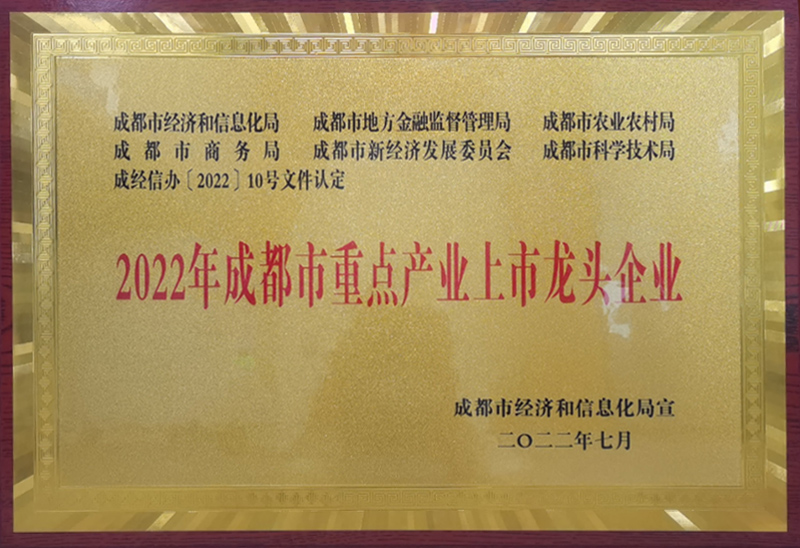 成都市经济和信息化局 成都市地方金融监督管理局 成都市农业农村局
成都市商务局 成都市新经济发展委员会 成都市科学技术局
成经信办〔2022〕10号文件认定
2022年成都市重点产业上市龙头企业
成都市经济和信息化局宣
二〇二二年七月